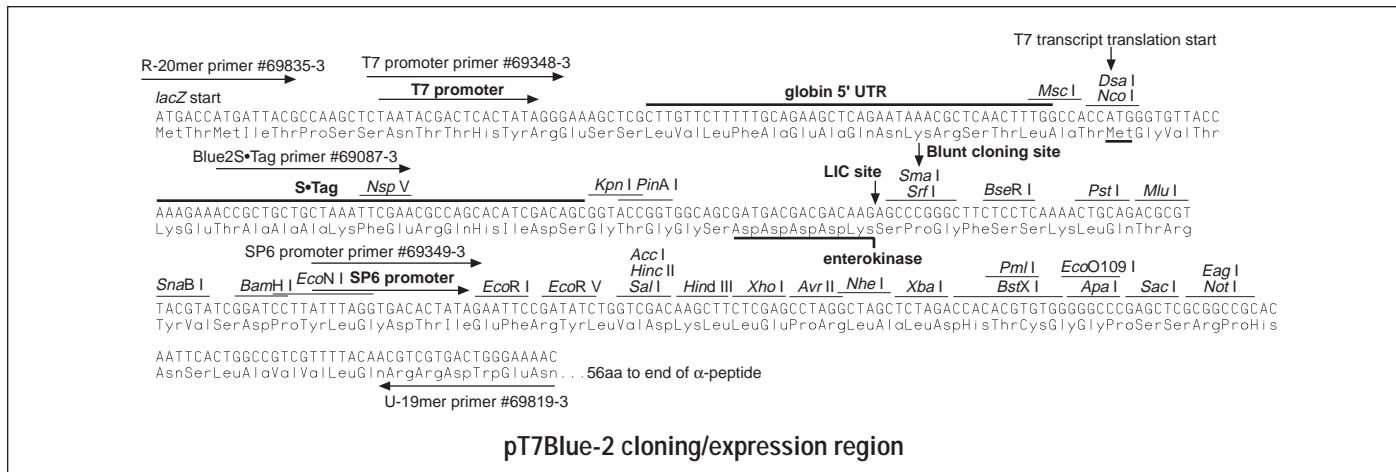 T7 transcript translation start
R-20mer primer #69835-3
T7 promoter primer #69348-3
lacZ start
T7 promoter
globin 5' UTR
Msc I
Dsa I
Nco I
ATGACCATGATTACGCCAAGCTCTAATACGACTCACTATAGGGAAAGCTCGCTTGTTCTTTTTGCAGAAGCTCAGAATAAACGCTCAACTTTGGCCACCATGGGTGTTACC
MetThrMetIleThrProSerSerAsnThrThrHisTyrArgGluSerSerLeuValLeuPheAlaGluAlaGlnAsnLysArgSerThrLeuAlaThrMetGlyValThr
Blue2S•Tag primer #69087-3
Blunt cloning site
S•Tag
Nsp V
Kpn I
PinA I
LIC site
Sma I
Srf I
BseR I
Pst I
Mlu I
AAAGAAACCGCTGCTGCTAAATTCGAACGCCAGCACATCGACAGCGGTACCGGTGGCAGCGATGACGACGACAAGAGCCCGGGCTTCTCCTCAAAACTGCAGACGCGT
LysGluThrAlaAlaAlaLysPheGluArgGlnHisIleAspSerGlyThrGlyGlySerAspAspAspAspLysSerProGlyPheSerSerLysLeuGlnThrArg
SP6 promoter primer #69349-3
enterokinase
SnaB I
BamH I
EcoN I
SP6 promoter
EcoR I
EcoR V
Acc I
Hinc II
Sal I
Hind III
Xho I
Avr II
Nhe I
Xba I
Pml I
BstX I
EcoO109 I
Apa I
Sac I
Eag I
Not I
TACGTATCGGATCCTTATTTAGGTGACACTATAGAATTCCGATATCTGGTCGACAAGCTTCTCGAGCCTAGGCTAGCTCTAGACCACACGTGTGGGGGCCCGAGCTCGCGGCCGCAC
TyrValSerAspProTyrLeuGlyAspThrIleGluPheArgTyrLeuValAspLysLeuLeuGluProArgLeuAlaLeuAspHisThrCysGlyGlyProSerSerArgProHis
AATTCACTGGCCGTCGTTTTACAACGTCGTGACTGGGAAAAC
AsnSerLeuAlaValValLeuGlnArgArgAspTrpGluAsn...56aa to end of α-peptide
U-19mer primer #69819-3
pT7Blue-2 cloning/expression region